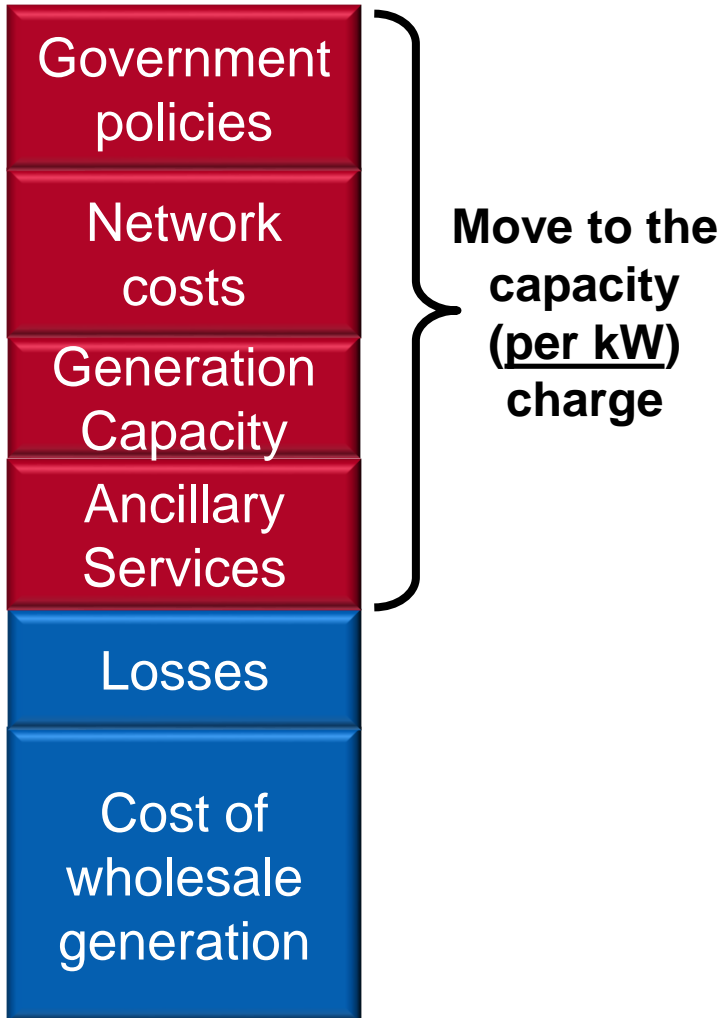 Government
policies
Network
costs
Generation
Capacity
Ancillary
Services
Losses
Cost of
wholesale
generation
Move to the
capacity
(per kW)
charge